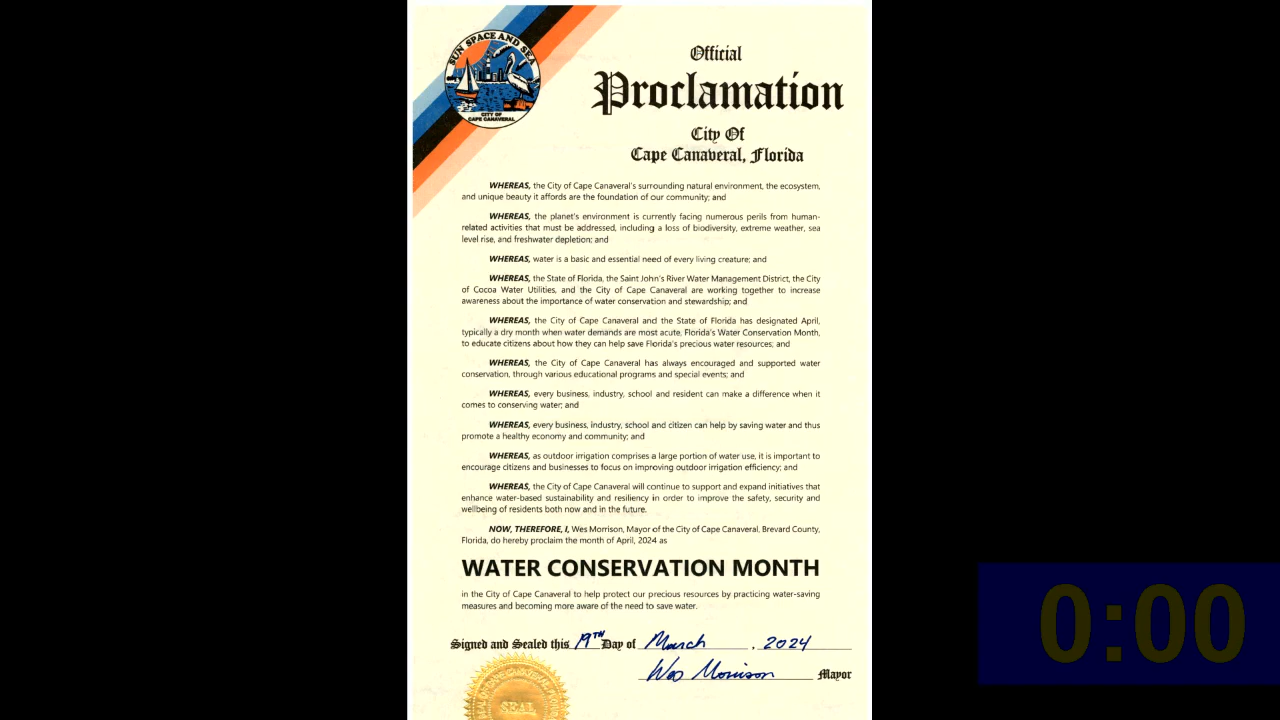 SUN SPACE AND SEA
CITY OF
CAPE CANAVERAL
Official
Proclamation
City Of
Cape Canaveral, Florida
WHEREAS, the City of Cape Canaveral's surrounding natural environment, the ecosystem,
and unique beauty it affords are the foundation of our community; and
WHEREAS, the planet's environment is currently facing numerous perils from human-
related activities that must be addressed, including a loss of biodiversity, extreme weather, sea
level rise, and freshwater depletion; and
WHEREAS, water is a basic and essential need of every living creature; and
WHEREAS, the State of Florida, the Saint John's River Water Management District, the City
of Cocoa Water Utilities, and the City of Cape Canaveral are working together to increase
awareness about the importance of water conservation and stewardship; and
WHEREAS, the City of Cape Canaveral and the State of Florida has designated April,
typically a dry month when water demands are most acute, Florida's Water Conservation Month,
to educate citizens about how they can help save Florida's precious water resources; and
WHEREAS, the City of Cape Canaveral has always encouraged and supported water
conservation, through various educational programs and special events; and
WHEREAS, every business, industry, school and resident can make a difference when it
comes to conserving water; and
WHEREAS, every business, industry, school and citizen can help by saving water and thus
promote a healthy economy and community; and
WHEREAS, as outdoor irrigation comprises a large portion of water use, it is important to
encourage citizens and businesses to focus on improving outdoor irrigation efficiency; and
WHEREAS, the City of Cape Canaveral will continue to support and expand initiatives that
enhance water-based sustainability and resiliency in order to improve the safety, security and
wellbeing of residents both now and in the future.
NOW, THEREFORE, I, Wes Morrison, Mayor of the City of Cape Canaveral, Brevard County,
Florida, do hereby proclaim the month of April, 2024 as
WATER CONSERVATION MONTH
in the City of Cape Canaveral to help protect our precious resources by practicing water-saving
measures and becoming more aware of the need to save water.
Signed and Sealed this 19TH Day of March, 2024
Wes Morrison Mayor
SEAL
0:00